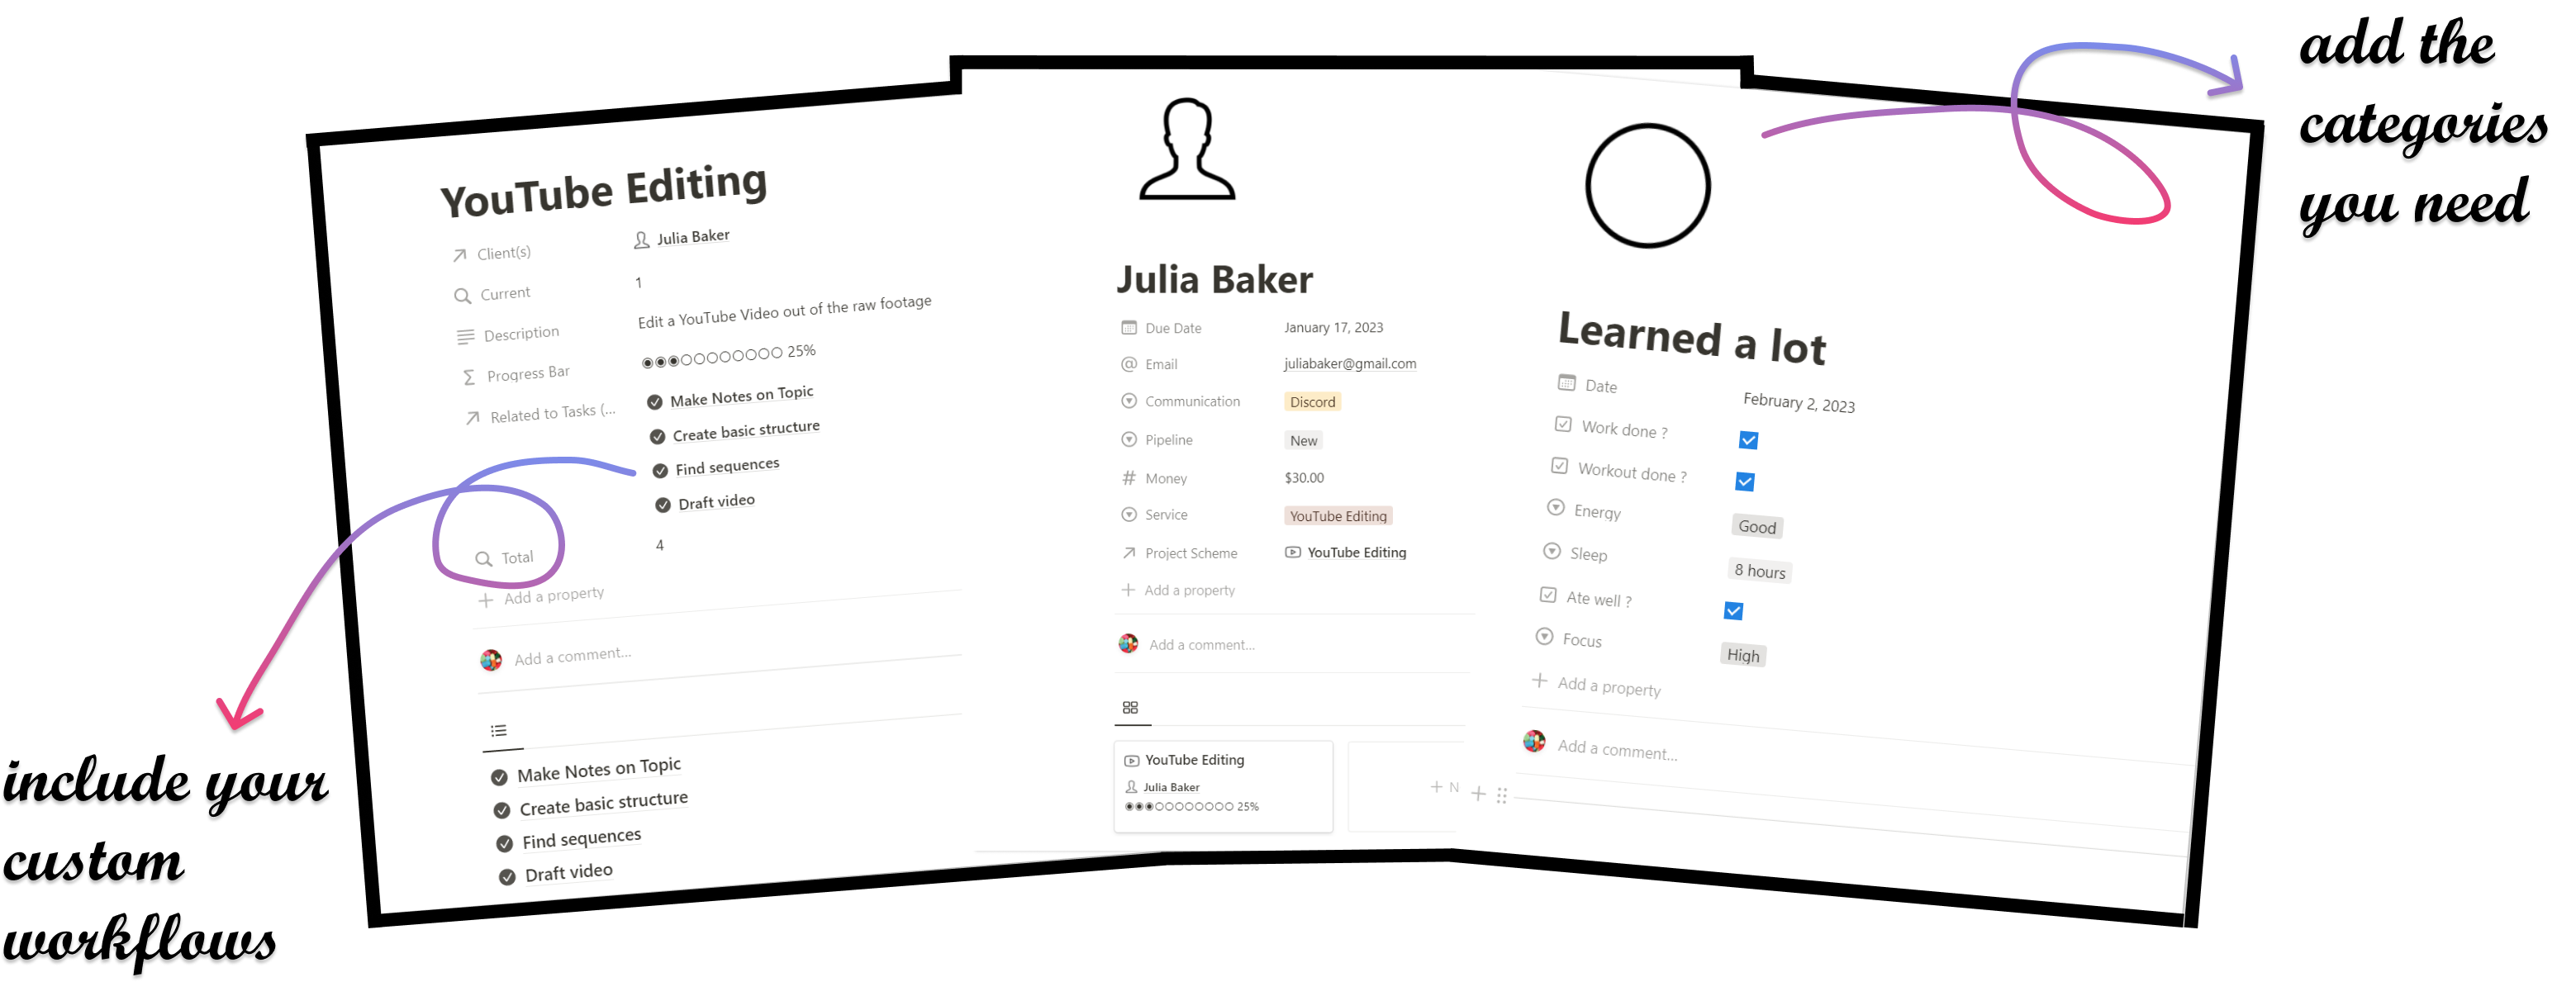 add the
categories
you need
YouTube Editing
Client(s) Julia Baker
Current 1
Description Edit a YouTube Video out of the raw footage
Progress Bar ◉◉◉○○○○○○○○ 25%
Related to Tasks (... Make Notes on Topic
Create basic structure
Find sequences
Draft video
Total 4
+ Add a property
Add a comment...
Make Notes on Topic
Create basic structure
Find sequences
Draft video
Julia Baker
Due Date January 17, 2023
@ Email juliabaker@gmail.com
Communication Discord
Pipeline New
# Money $30.00
Service YouTube Editing
Project Scheme YouTube Editing
+ Add a property
Add a comment...
YouTube Editing
Julia Baker
◉◉◉○○○○○○○○ 25%
+ N
Learned a lot
Date February 2, 2023
Work done ?
Workout done ?
Energy Good
Sleep 8 hours
Ate well ?
Focus High
+ Add a property
Add a comment...
include your
custom
workflows